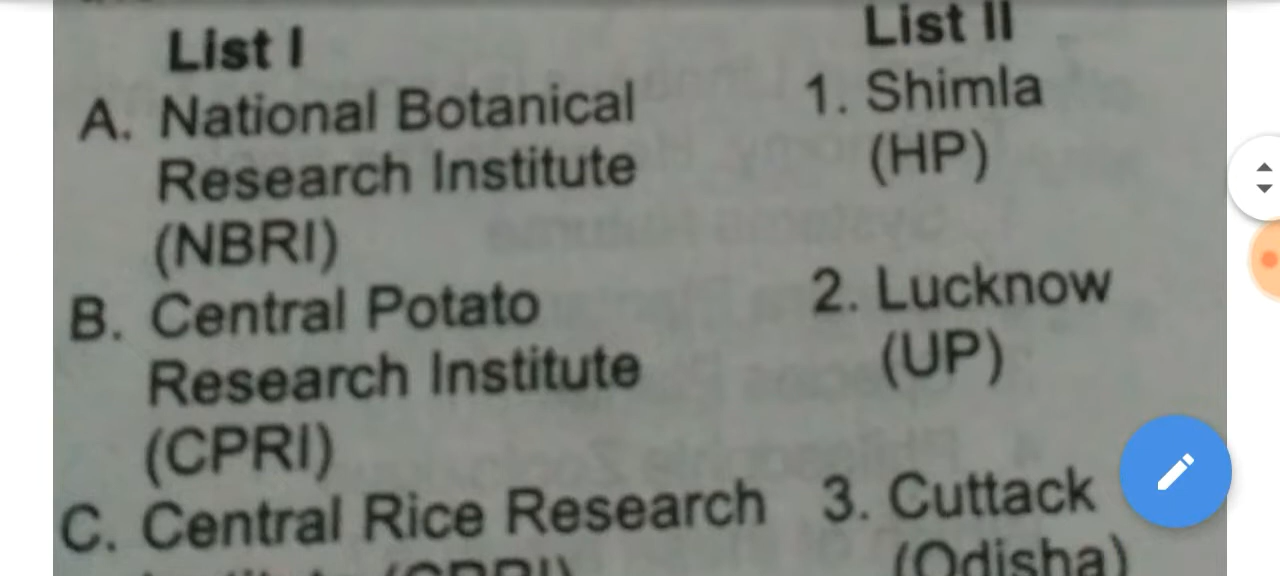 List I
List II
A. National Botanical
1. Shimla
Research Institute
(HP)
(NBRI)
B. Central Potato
2. Lucknow
Research Institute
(UP)
(CPRI)
C. Central Rice Research
3. Cuttack
(Odisha)